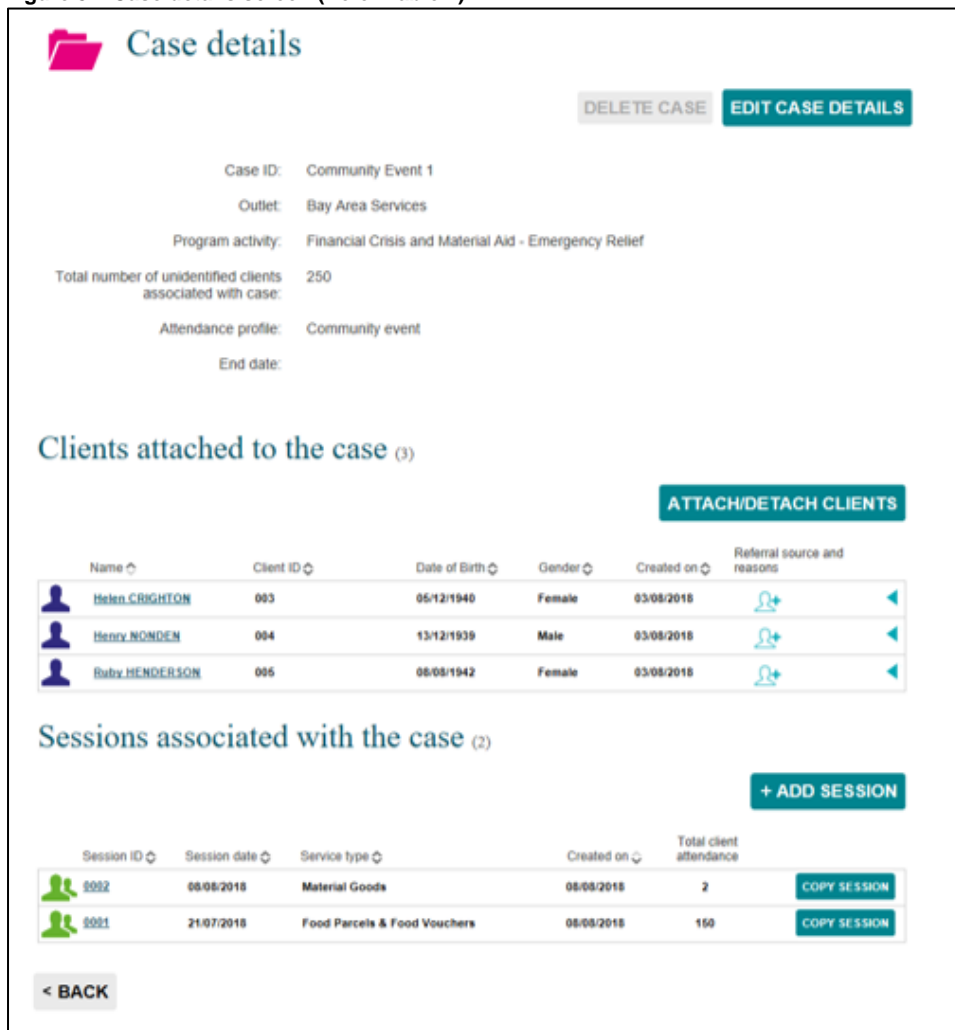 Case details
DELETE CASE EDIT CASE DETAILS
Case ID: Community Event 1
Outlet: Bay Area Services
Program activity: Financial Crisis and Material Aid - Emergency Relief
Total number of unidentified clients 250
associated with case:
Attendance profile: Community event
End date:
Clients attached to the case (3)
ATTACH/DETACH CLIENTS
Referral source and
Name Client ID Date of Birth Gender Created on reasons
Helen CRIGHTON 003 05/12/1940 Female 03/08/2018
Henry NONDEN 004 13/12/1939 Male 03/08/2018
Ruby HENDERSON 005 08/08/1942 Female 03/08/2018
Sessions associated with the case (2)
+ ADD SESSION
Total client
Session ID Session date Service type Created on attendance
0002 08/08/2018 Material Goods 08/08/2018 2 COPY SESSION
0001 21/07/2018 Food Parcels & Food Vouchers 08/08/2018 150 COPY SESSION
< BACK